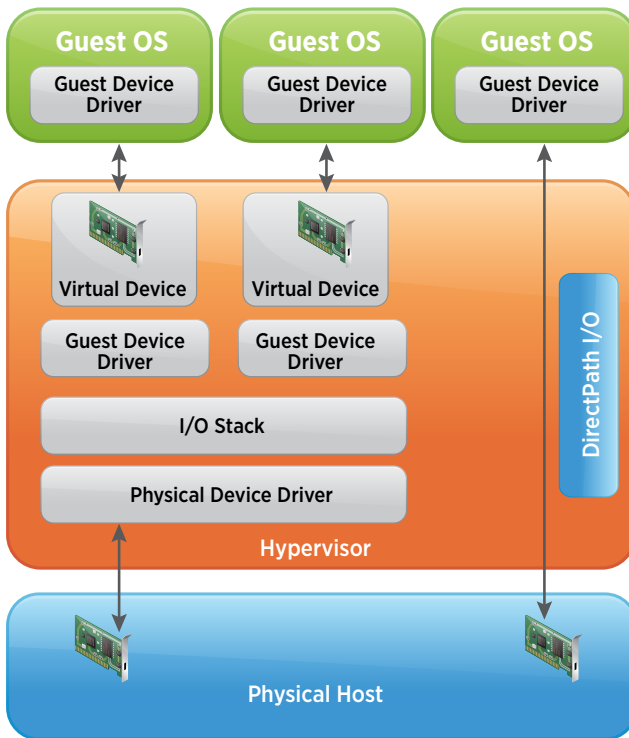 Guest OS
Guest Device
Driver
Guest OS
Guest Device
Driver
Guest OS
Guest Device
Driver
Virtual Device
Virtual Device
Guest Device
Driver
Guest Device
Driver
I/O Stack
Physical Device Driver
Hypervisor
DirectPath I/O
Physical Host